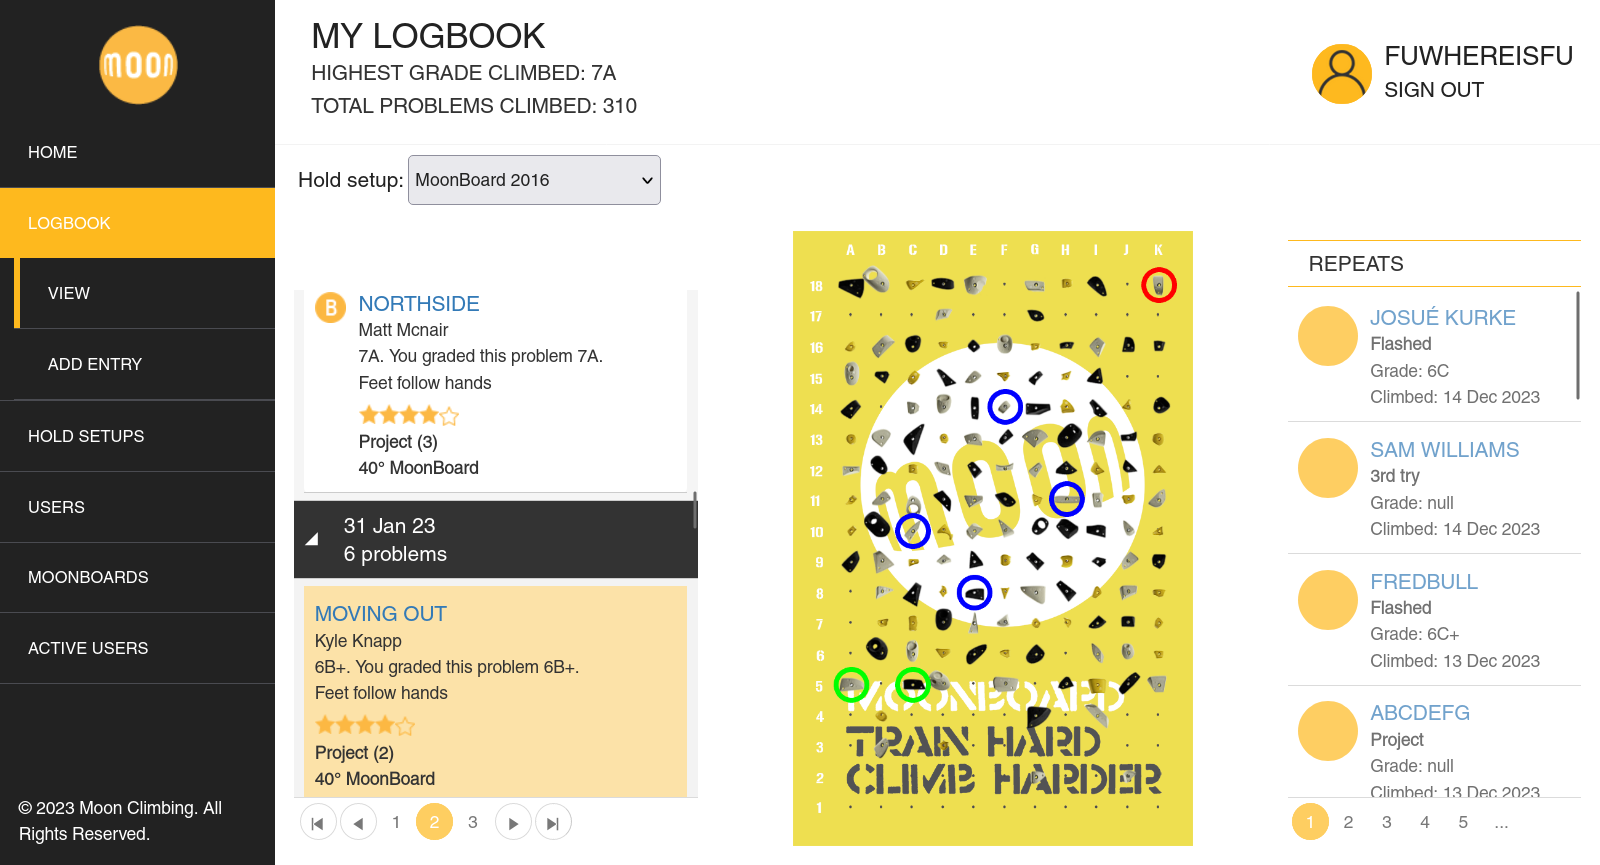 moon
HOME
LOGBOOK
VIEW
ADD ENTRY
HOLD SETUPS
USERS
MOONBOARDS
ACTIVE USERS
© 2023 Moon Climbing. All
Rights Reserved.
MY LOGBOOK
HIGHEST GRADE CLIMBED: 7A
TOTAL PROBLEMS CLIMBED: 310
FUWHEREISFU
SIGN OUT
Hold setup: MoonBoard 2016
B NORTHSIDE
Matt Mcnair
7A. You graded this problem 7A.
Feet follow hands
Project (3)
40° MoonBoard
31 Jan 23
6 problems
MOVING OUT
Kyle Knapp
6B+. You graded this problem 6B+.
Feet follow hands
Project (2)
40° MoonBoard
1 2 3
A B C D E F G H I J K
18
17
16
15
14
13
12
11
10
9
8
7
6
5
4
3
2
1
moon
MOONBOARD
TRAIN HARD
CLIMB HARDER
REPEATS
JOSUÉ KURKE
Flashed
Grade: 6C
Climbed: 14 Dec 2023
SAM WILLIAMS
3rd try
Grade: null
Climbed: 14 Dec 2023
FREDBULL
Flashed
Grade: 6C+
Climbed: 13 Dec 2023
ABCDEFG
Project
Grade: null
Climbed: 13 Dec 2023
1 2 3 4 5 ...